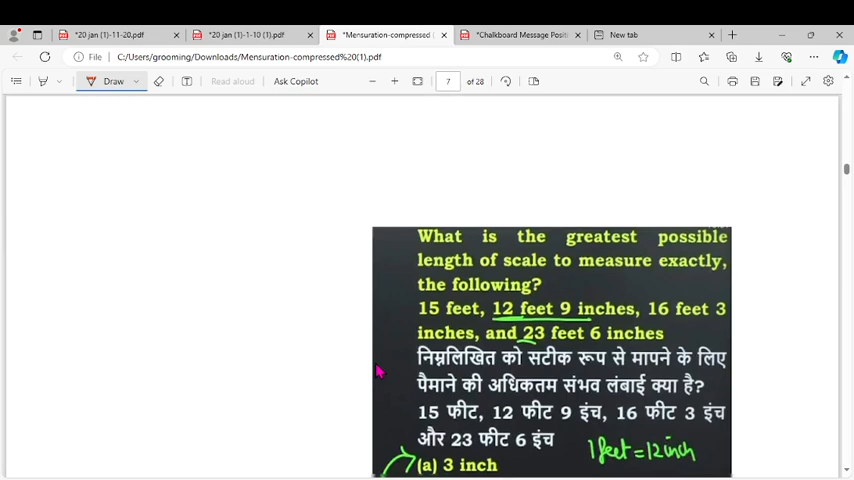 *20 jan (1)-11-20.pdf
*20 jan (1)-1-10 (1).pdf
*Mensuration-compressed
*Chalkboard Message Positi
New tab
File
C:/Users/grooming/Downloads/Mensuration-compressed%20(1).pdf
Draw
Read aloud
Ask Copilot
7
of 28
What is the greatest possible
length of scale to measure exactly,
the following?
15 feet, 12 feet 9 inches, 16 feet 3
inches, and 23 feet 6 inches
निम्नलिखित को सटीक रूप से मापने के लिए
पैमाने की अधिकतम संभव लंबाई क्या है?
15 फीट, 12 फीट 9 इंच, 16 फीट 3 इंच
और 23 फीट 6 इंच
1 feet = 12 inch
(a) 3 inch